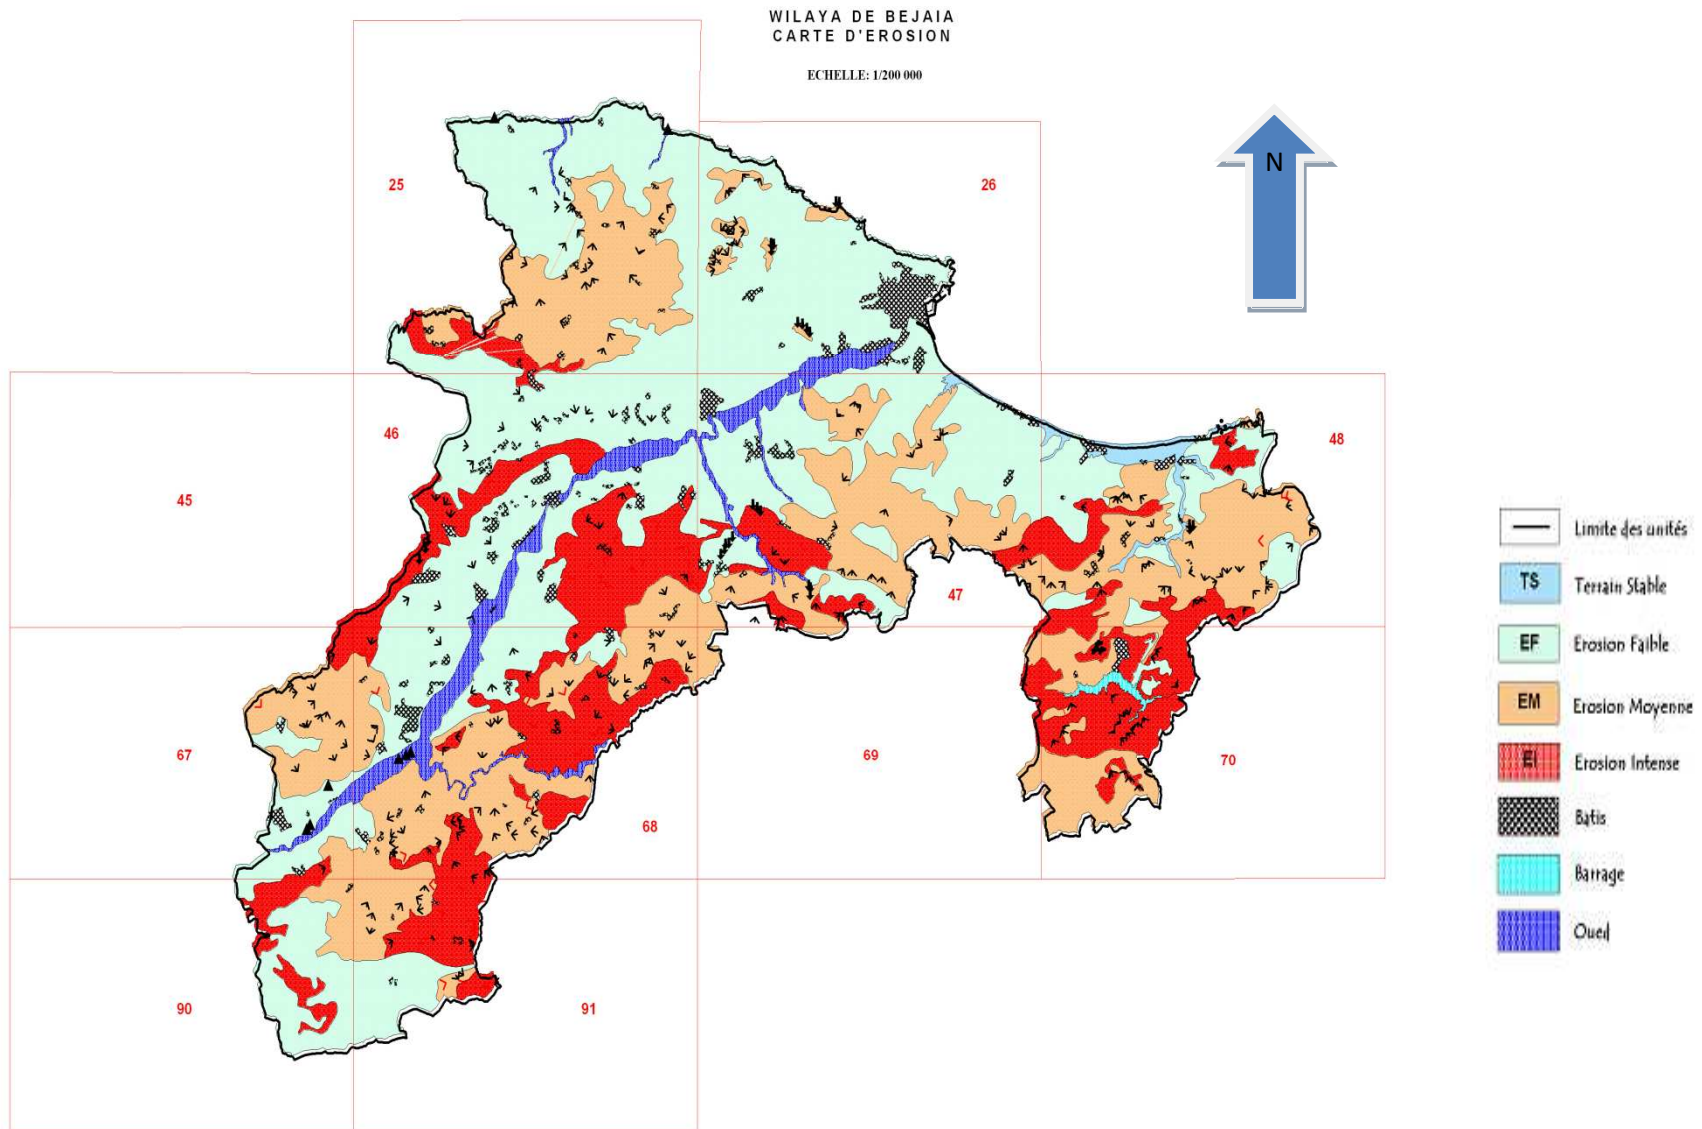 WILAYA DE BEJAIA
CARTE D'EROSION
ECHELLE: 1/200 000
N
25
26
46
48
45
47
67
69
70
68
90
91
Limite des unités
TS Terrain Stable
EF Erosion Faible
EM Erosion Moyenne
EI Erosion Intense
Batis
Barrage
Oued